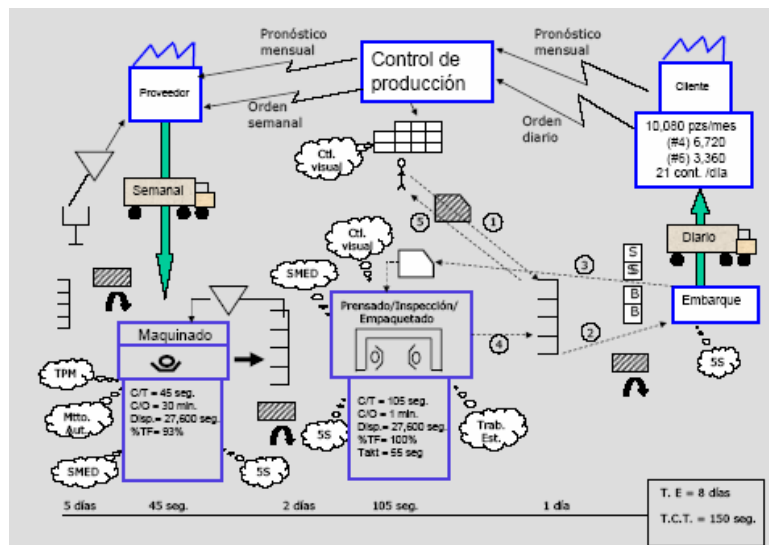 Pronóstico
mensual
Control de
producción
Pronóstico
mensual
Proveedor
Cliente
Orden
semanal
Orden
diario
10,080 pzs/mes
(#4) 6,720
(#6) 3,360
21 cont. /día
Ctl.
visual
Semanal
5
1
Ctl.
visual
Diario
SMED
3
S
S
B
B
Embarque
Prensado/Inspección/
Empaquetado
Maquinado
4
2
5S
TPM
C/T = 45 seg.
C/O = 30 min.
Disp.= 27,600 seg.
%TF= 93%
C/T = 105 seg.
C/O = 1 min.
Disp.= 27,600 seg.
%TF= 100%
Takt = 55 seg
Mtto.
Aut.
5S
Trab.
Est.
SMED
5S
5 días
45 seg.
2 días
105 seg.
1 día
T. E = 8 días
T.C.T. = 150 seg.